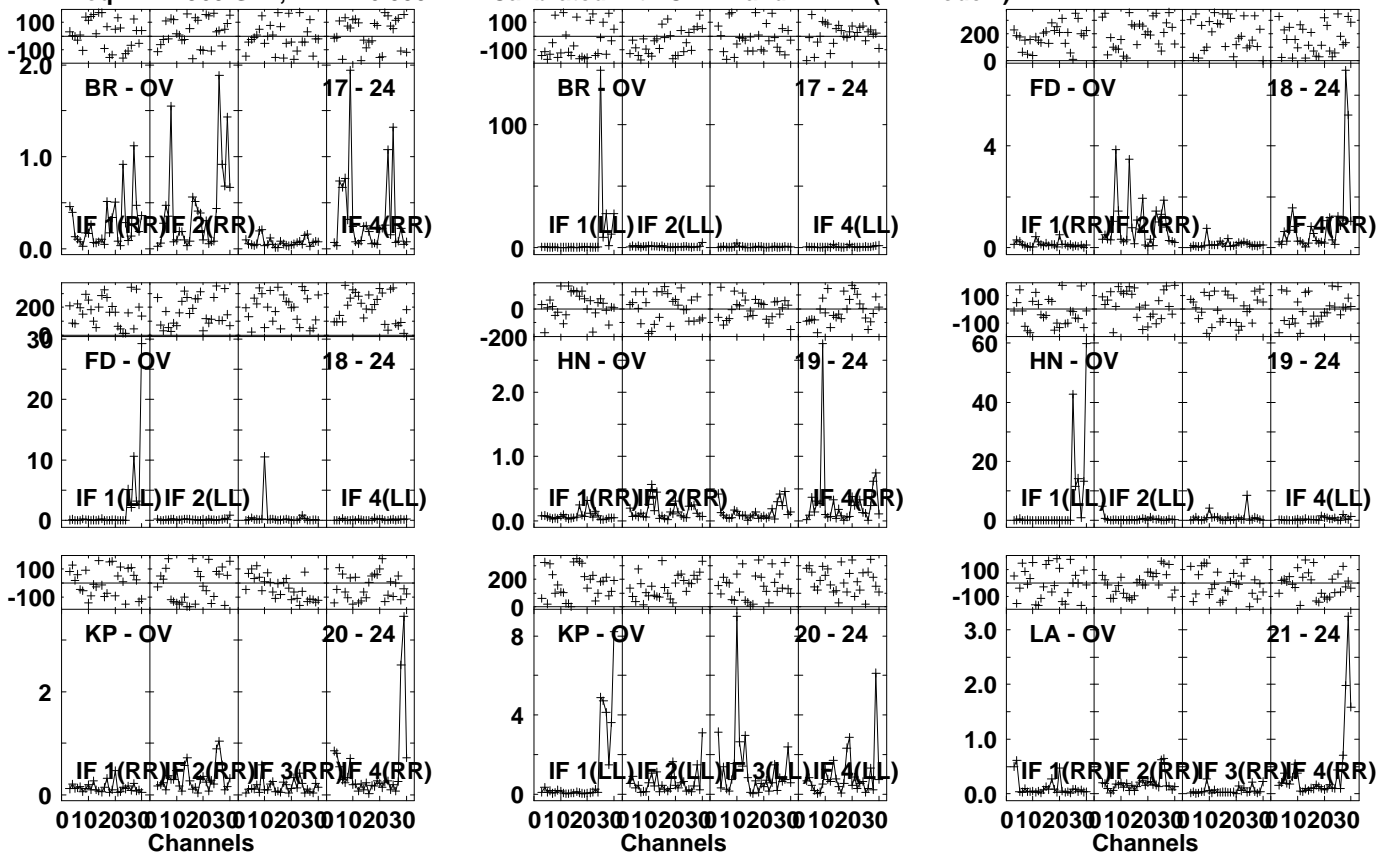 100
-100
2.0
BR - OV 17 - 24
1.0
IF 1(RR) IF 2(RR) IF 4(RR)
0.0
BR - OV 17 - 24
100
IF 1(LL) IF 2(LL) IF 4(LL)
0
200
0
FD - OV 18 - 24
4
IF 1(RR) IF 2(RR) IF 4(RR)
0
200
0
30
FD - OV 18 - 24
20
10
IF 1(LL) IF 2(LL) IF 4(LL)
0
0
-200
HN - OV 19 - 24
2.0
1.0
IF 1(RR) IF 2(RR) IF 4(RR)
0.0
100
-100
60
HN - OV 19 - 24
40
20
IF 1(LL) IF 2(LL) IF 4(LL)
0
100
-100
KP - OV 20 - 24
2
IF 1(RR) IF 2(RR) IF 3(RR) IF 4(RR)
0
0102030 0102030 0102030 0102030
Channels
200
0
8
KP - OV 20 - 24
4
IF 1(LL) IF 2(LL) IF 3(LL) IF 4(LL)
0
100
-100
3.0
LA - OV 21 - 24
2.0
1.0
IF 1(RR) IF 2(RR) IF 3(RR) IF 4(RR)
0.0
0102030 0102030 0102030 0102030
Channels